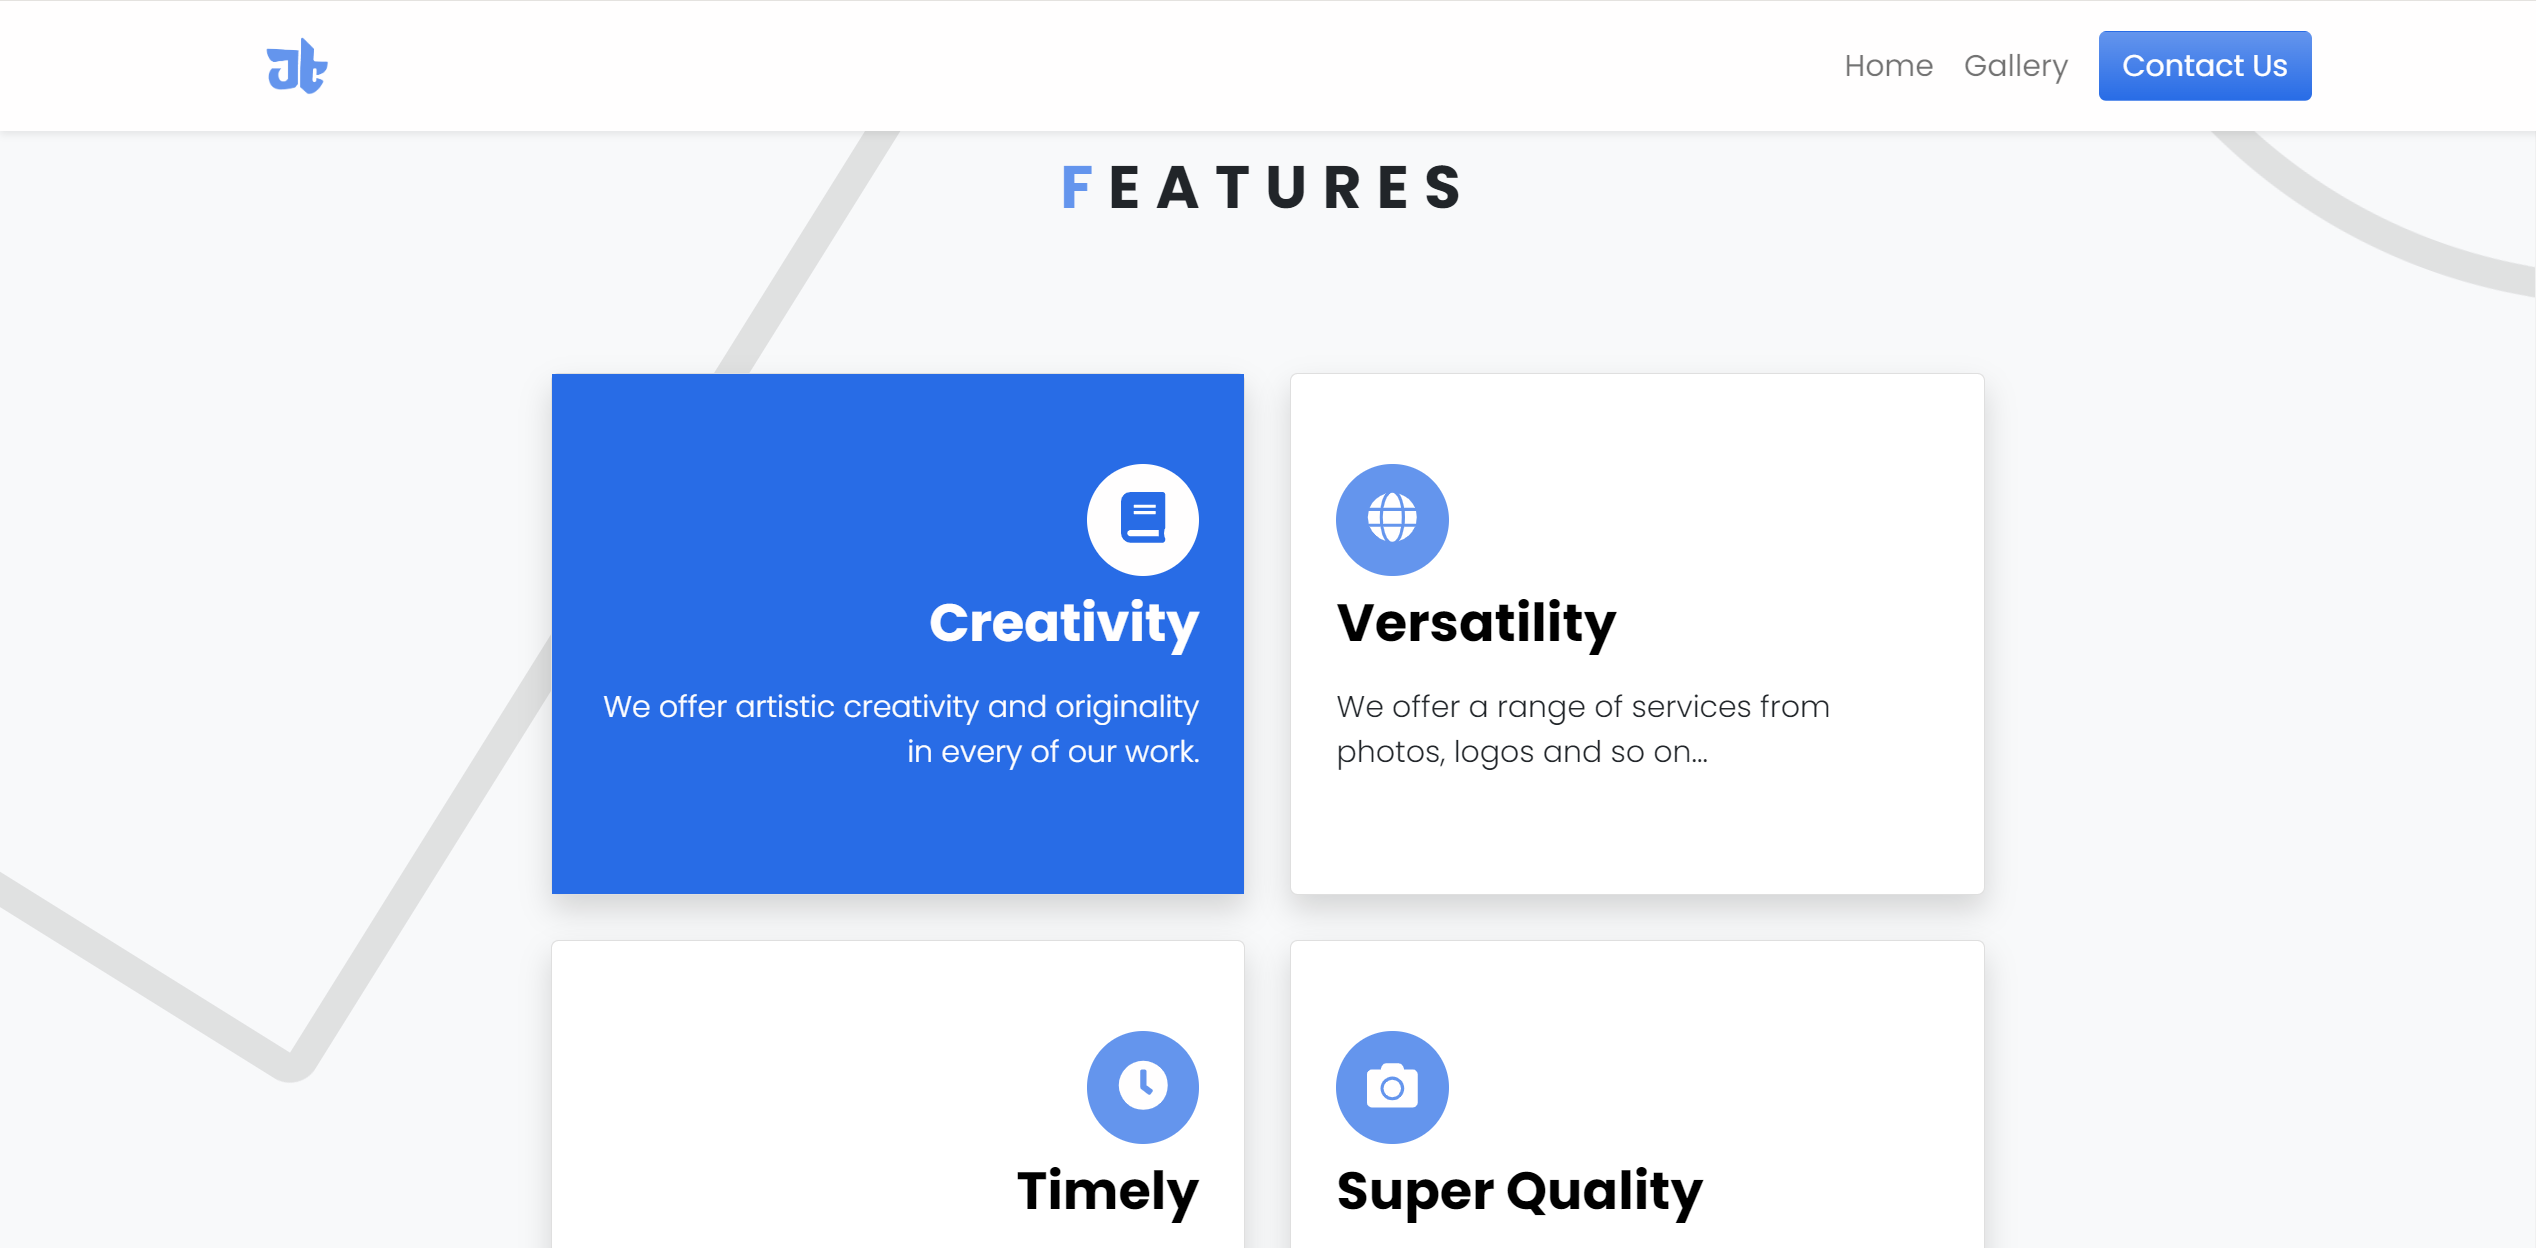 Home Gallery Contact Us
FEATURES
Creativity
We offer artistic creativity and originality
in every of our work.
Versatility
We offer a range of services from
photos, logos and so on...
Timely
Super Quality